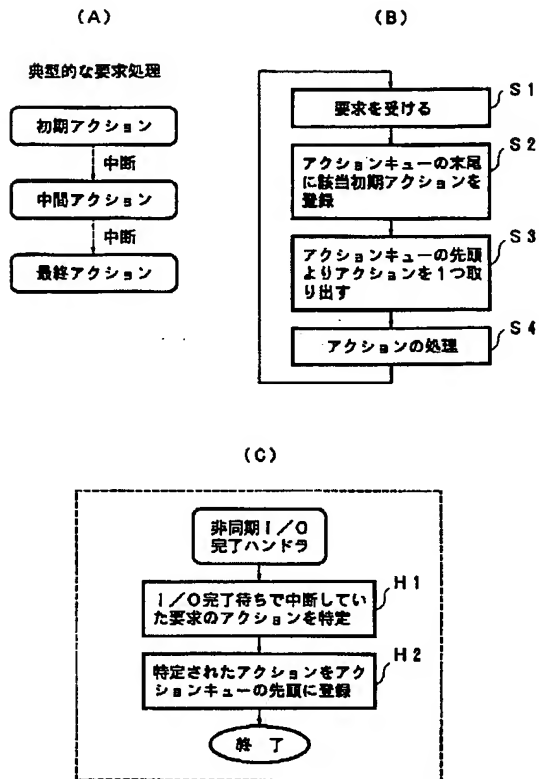 (A)
典型的な要求処理
初期アクション
中断
中間アクション
中断
最終アクション
(B)
要求を受ける
S1
アクションキューの末尾
に該当初期アクションを
登録
S2
アクションキューの先頭
よりアクションを1つ取り
出す
S3
アクションの処理
S4
(C)
非同期I/O
完了ハンドラ
I/O完了待ちで中断してい
た要求のアクションを特定
H1
特定されたアクションをアク
ションキューの先頭に登録
H2
終 了